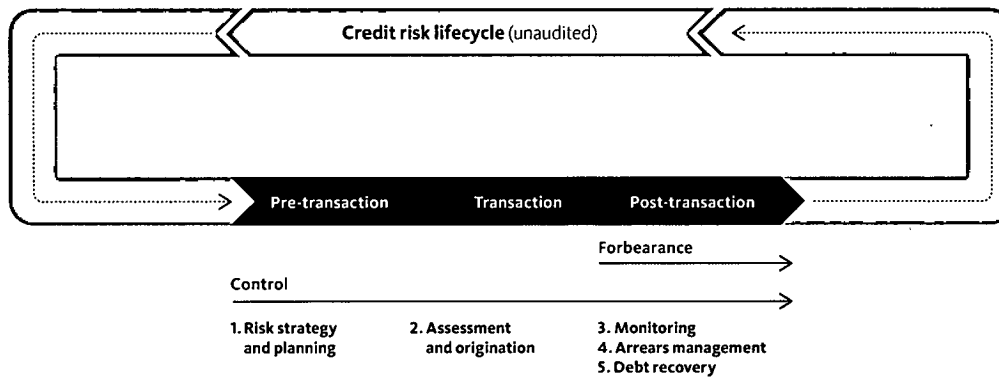 Credit risk lifecycle (unaudited)
Pre-transaction Transaction Post-transaction
Forbearance
Control
1. Risk strategy
and planning
2. Assessment
and origination
3. Monitoring
4. Arrears management
5. Debt recovery